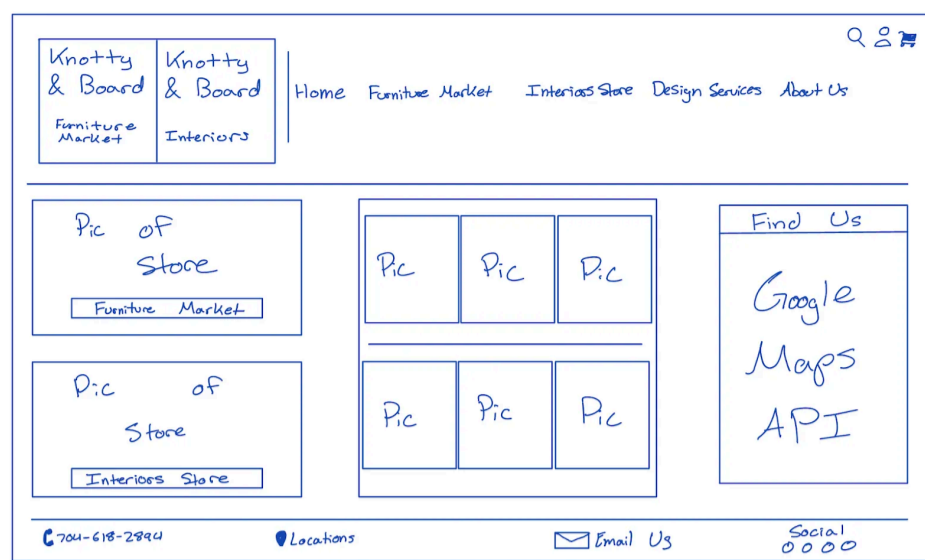 Knotty
& Board
Furniture
Market
Knotty
& Board
Interiors
Home Furniture Market Interiors Store Design Services About Us
Pic of
Store
Furniture Market
Pic of
Store
Interiors Store
Pic Pic Pic
Pic Pic Pic
Find Us
Google
Maps
API
704-618-2894
Locations
Email Us
Social